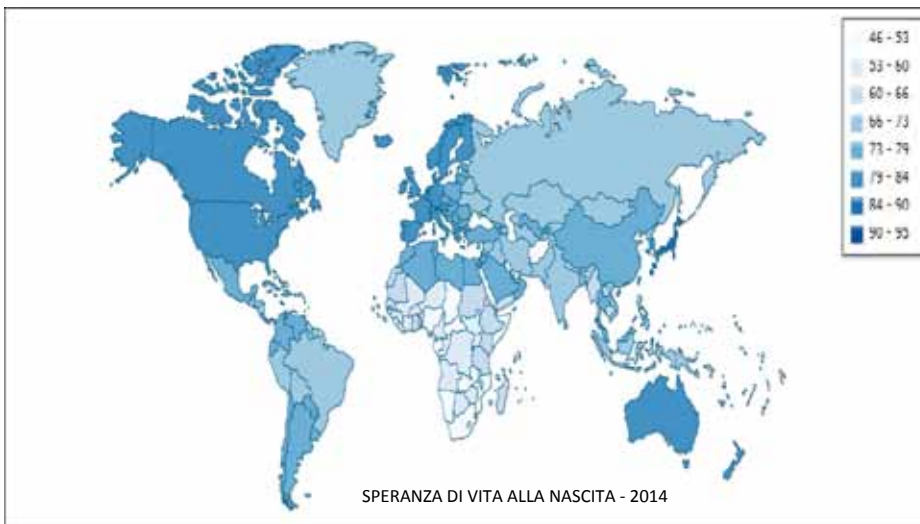 46 - 53
53 - 60
60 - 66
66 - 73
73 - 79
79 - 84
84 - 90
90 - 95
SPERANZA DI VITA ALLA NASCITA - 2014